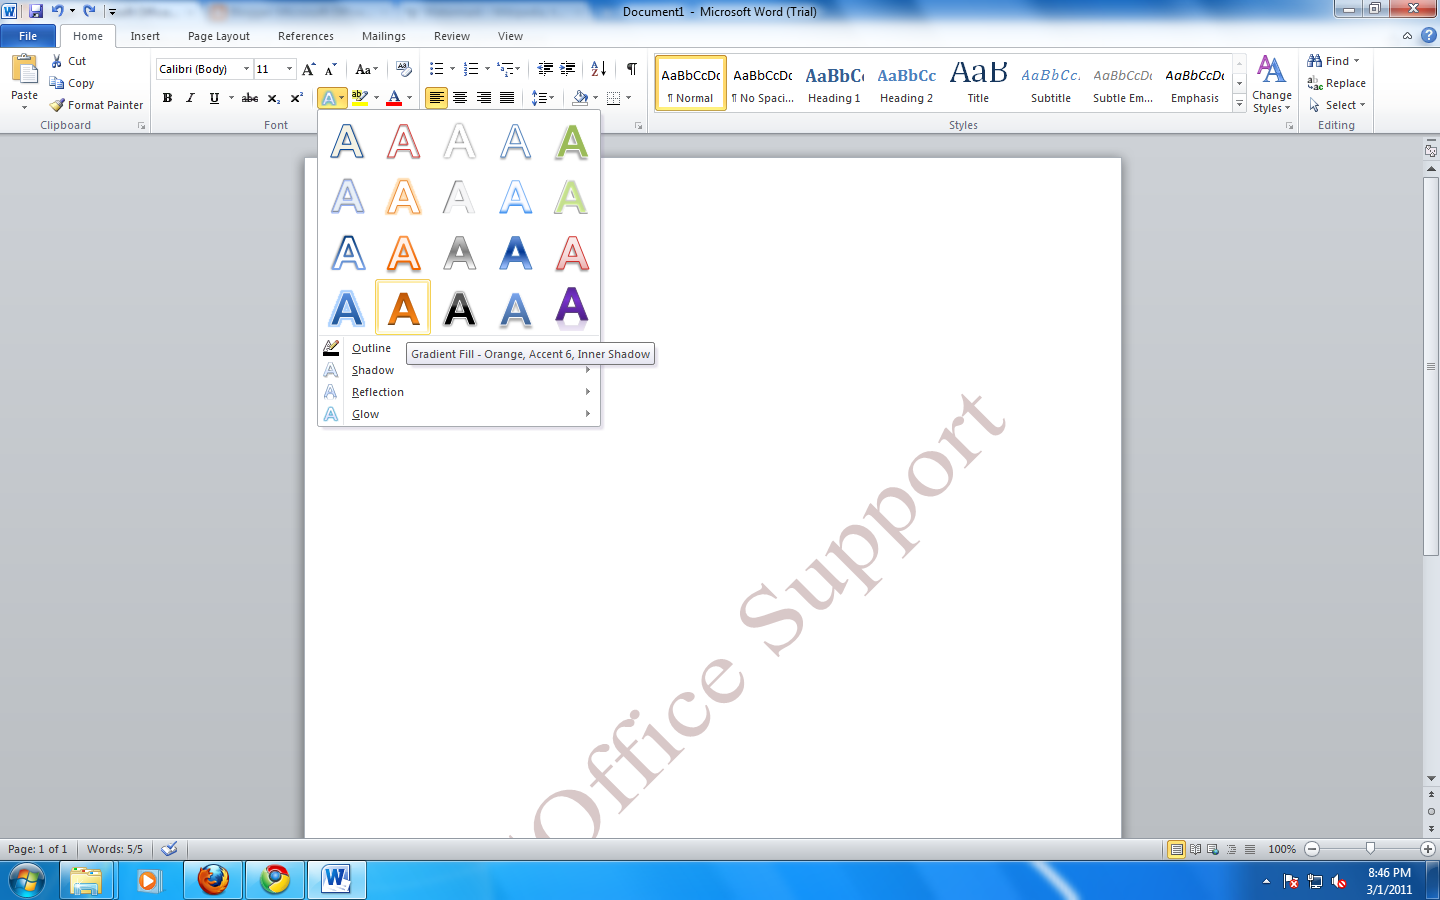 Document1 - Microsoft Word (Trial)
File Home Insert Page Layout References Mailings Review View
Paste
Cut
Copy
Format Painter
Clipboard
Calibri (Body) 11
Aa
B I U abc x₂ x²
A ab A
Font
AaBbCcDc
¶ Normal
AaBbCcDc
¶ No Spaci...
AaBbCc
Heading 1
AaBbCc
Heading 2
AaB
Title
AaBbCc.
Subtitle
AaBbCcDc
Subtle Em...
AaBbCcDc
Emphasis
Change
Styles
Styles
Find
Replace
Select
Editing
A A A A A
A A A A A
A A A A A
A A A A A
Outline
Gradient Fill - Orange, Accent 6, Inner Shadow
Shadow
Reflection
Glow
Office Support
Page: 1 of 1 Words: 5/5
100%
8:46 PM
3/1/2011